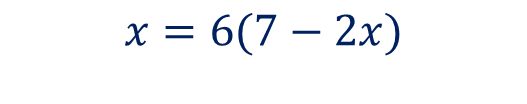 x = 6(7 − 2x)